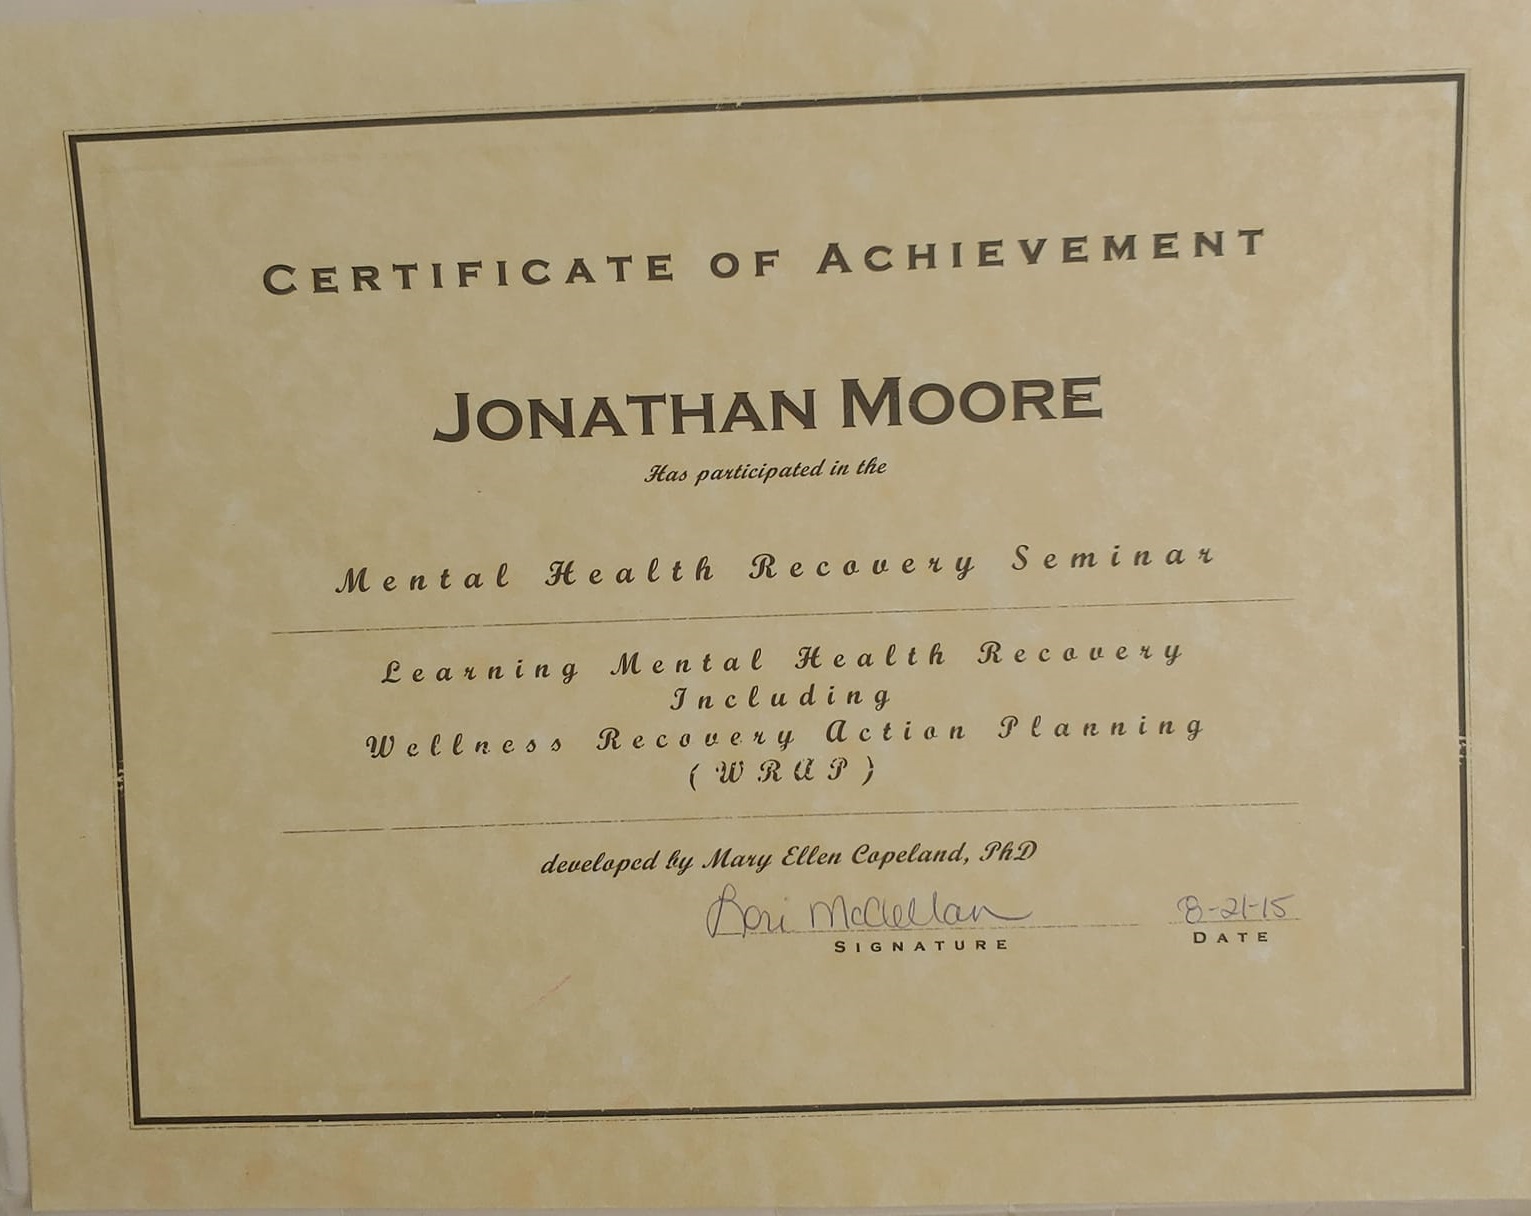 CERTIFICATE OF ACHIEVEMENT
JONATHAN MOORE
Has participated in the
Mental Health Recovery Seminar
Learning Mental Health Recovery
Including
Wellness Recovery Action Planning
(WRAP)
developed by Mary Ellen Copeland, PhD
Lori McClellan 8-21-15
SIGNATURE DATE